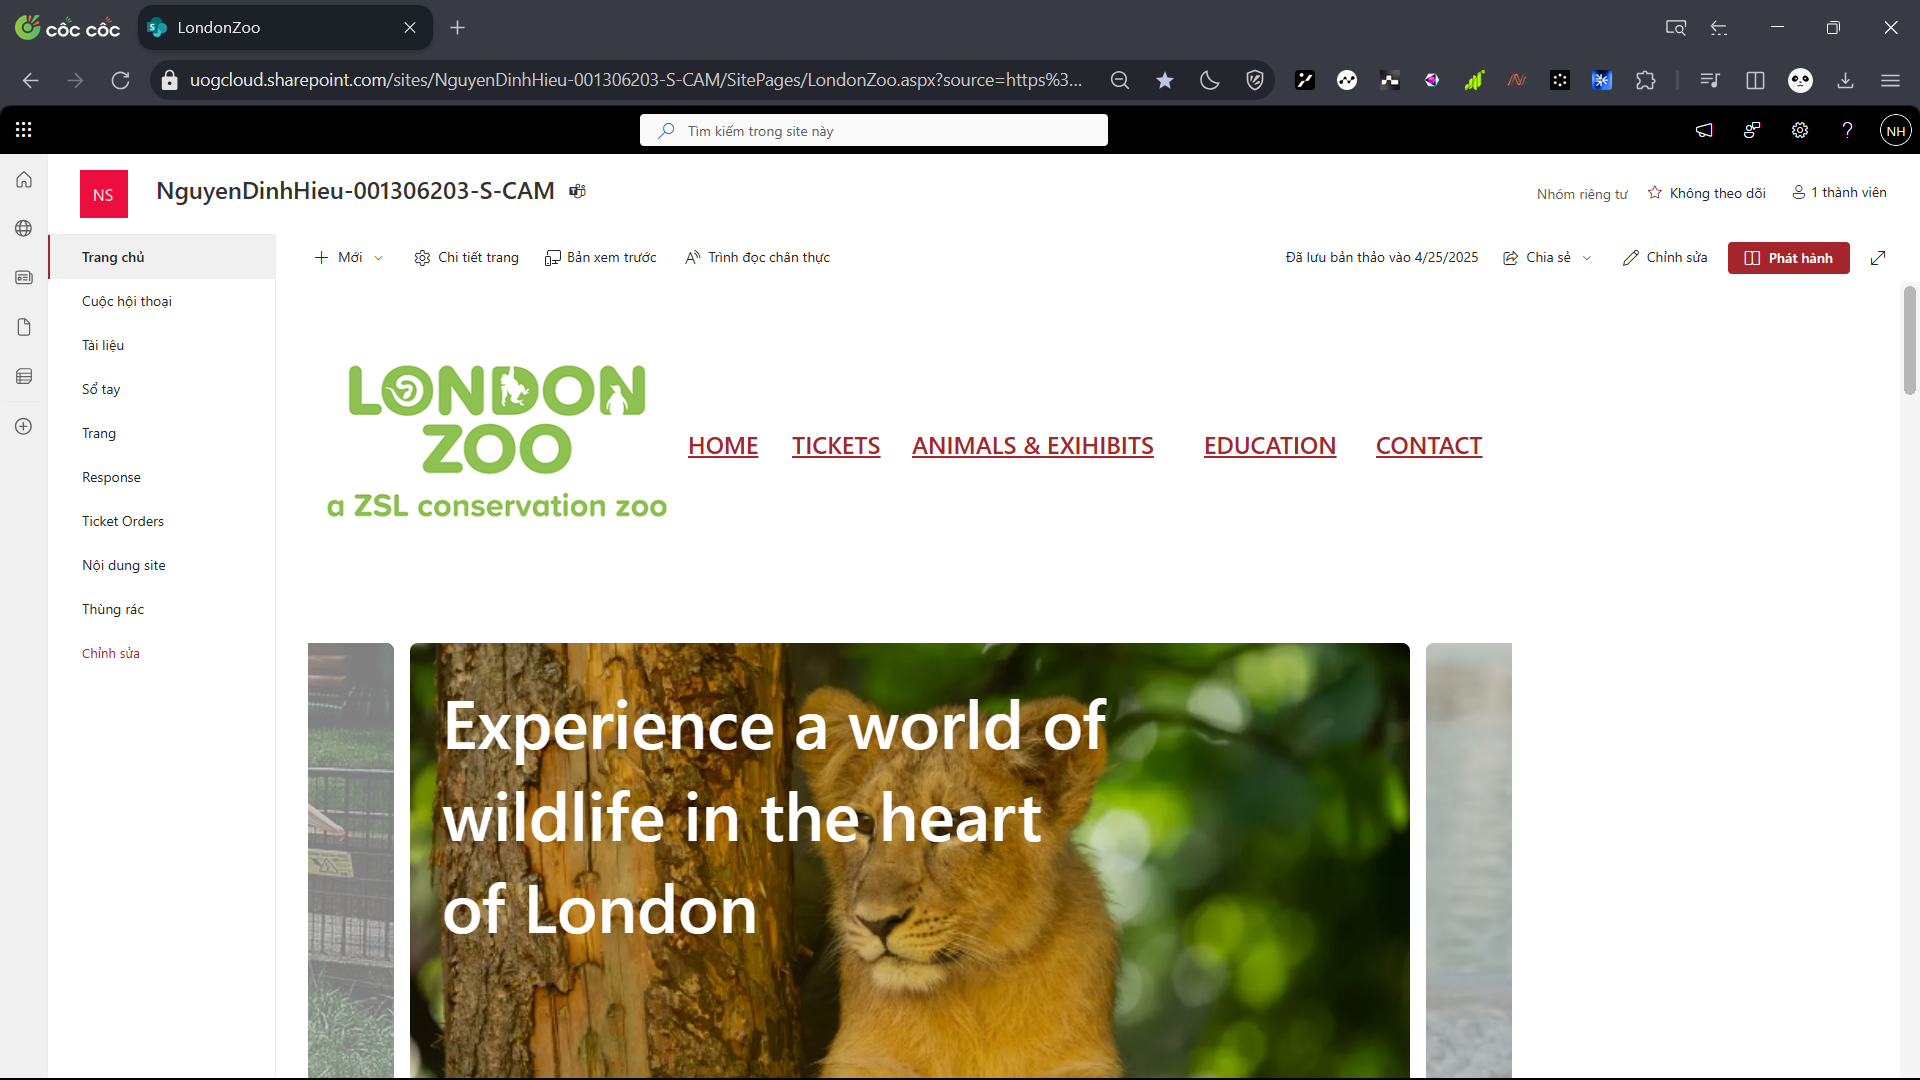 cốc cốc
LondonZoo
uogcloud.sharepoint.com/sites/NguyenDinhHieu-001306203-S-CAM/SitePages/LondonZoo.aspx?source=https%3...
Tìm kiếm trong site này
NH
NS
NguyenDinhHieu-001306203-S-CAM
Nhóm riêng tư
Không theo dõi
1 thành viên
Trang chủ
Cuộc hội thoại
Tài liệu
Sổ tay
Trang
Response
Ticket Orders
Nội dung site
Thùng rác
Chỉnh sửa
Mới
Chi tiết trang
Bản xem trước
Trình đọc chân thực
Đã lưu bản thảo vào 4/25/2025
Chia sẻ
Chỉnh sửa
Phát hành
LONDON
ZOO
a ZSL conservation zoo
HOME
TICKETS
ANIMALS & EXIHIBITS
EDUCATION
CONTACT
Experience a world of
wildlife in the heart
of London